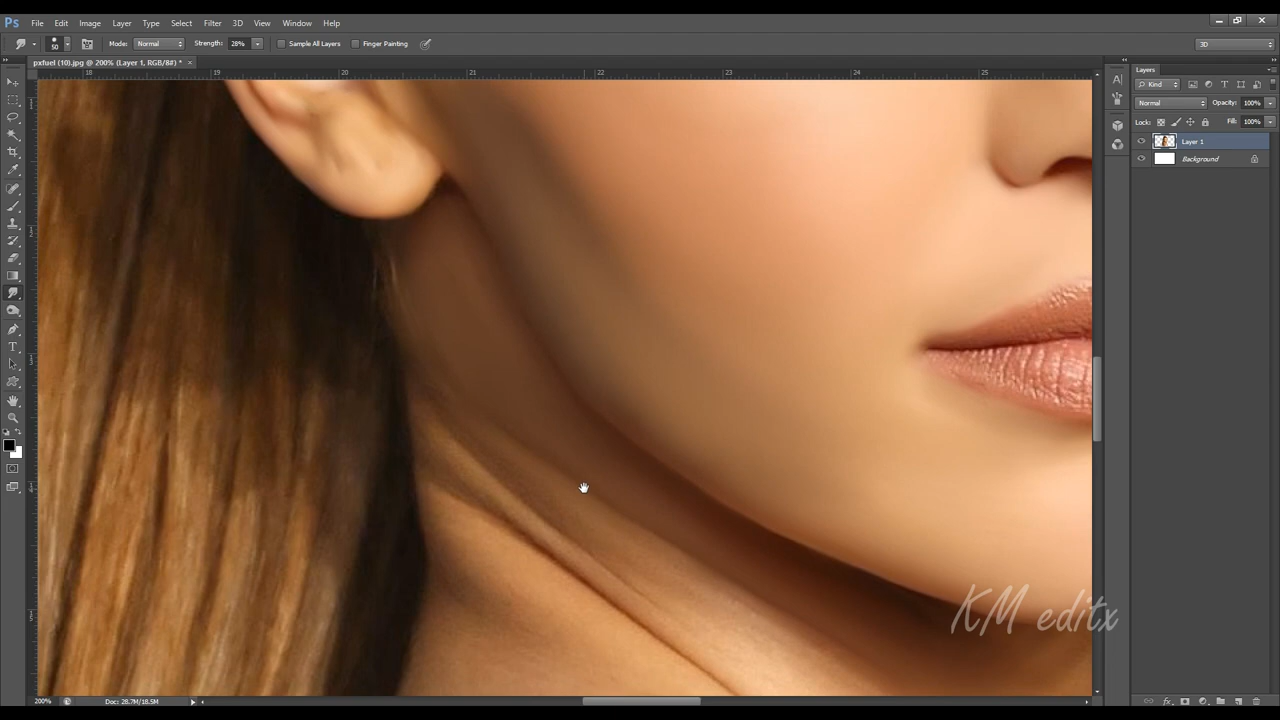 Ps File Edit Image Layer Type Select Filter 3D View Window Help
50 Mode: Normal Strength: 28% Sample All Layers Finger Painting 3D
pxfuel (10).jpg @ 200% (Layer 1, RGB/8#) * ×
18 19 20 21 22 23 24 25
Layers
Kind
Normal Opacity: 100%
Lock: Fill: 100%
Layer 1
Background
KM editx
200% Doc: 28.7M/18.5M